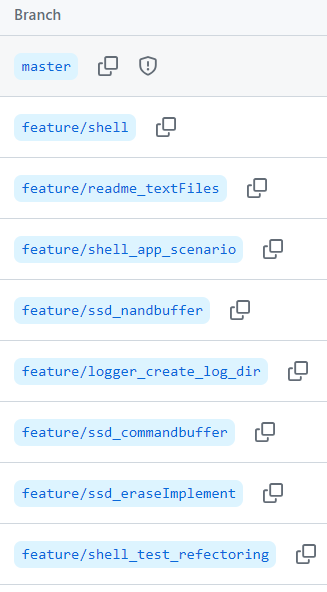 Branch
master
feature/shell
feature/readme_textFiles
feature/shell_app_scenario
feature/ssd_nandbuffer
feature/logger_create_log_dir
feature/ssd_commandbuffer
feature/ssd_eraseImplement
feature/shell_test_refectoring